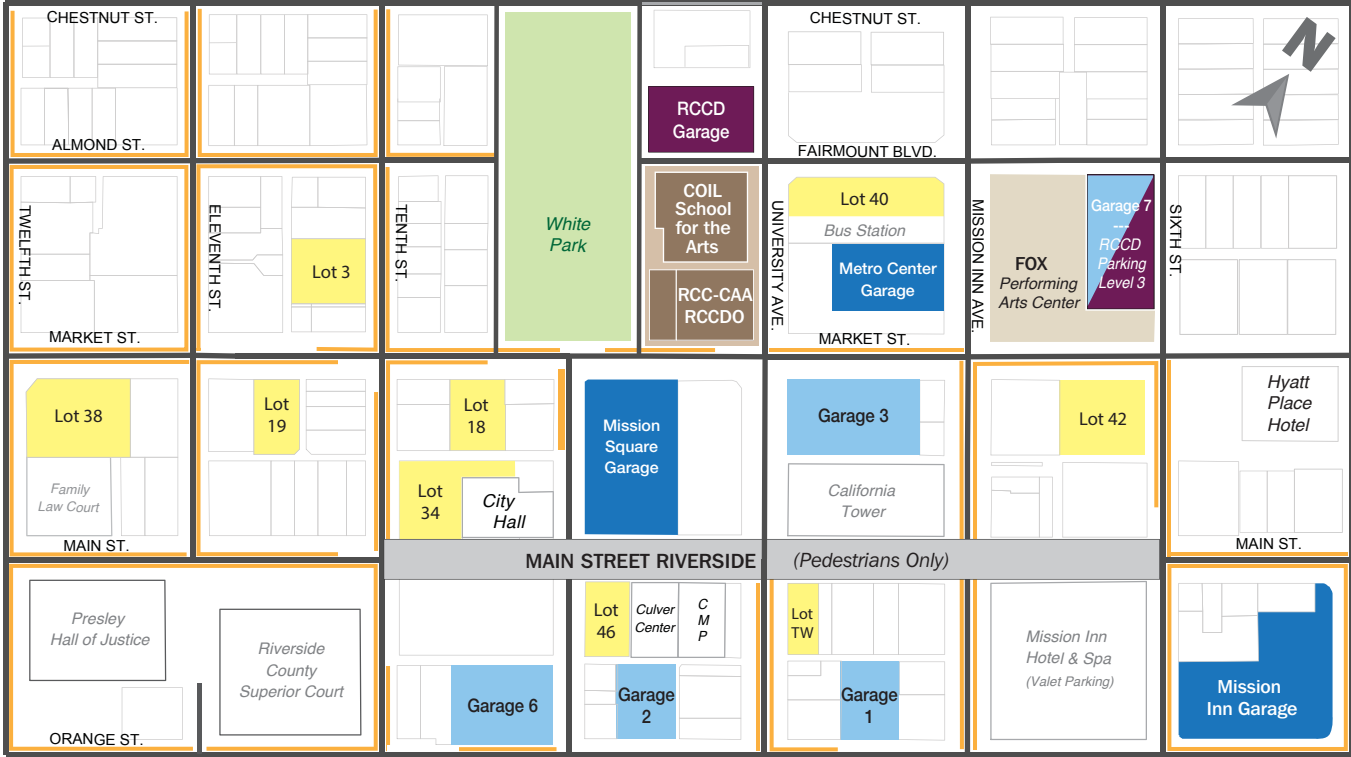 CHESTNUT ST.
CHESTNUT ST.
N
RCCD
Garage
ALMOND ST.
FAIRMOUNT BLVD.
TWELFTH ST.
ELEVENTH ST.
Lot 3
TENTH ST.
White
Park
COIL
School
for the
Arts
RCC-CAA
RCCDO
UNIVERSITY AVE.
Lot 40
Bus Station
Metro Center
Garage
MISSION INN AVE.
FOX
Performing
Arts Center
Garage 7
---
RCCD
Parking
Level 3
SIXTH ST.
MARKET ST.
MARKET ST.
Lot 38
Family
Law Court
Lot
19
Lot
18
Lot
34
City
Hall
Mission
Square
Garage
Garage 3
California
Tower
Lot 42
Hyatt
Place
Hotel
MAIN ST.
MAIN ST.
MAIN STREET RIVERSIDE (Pedestrians Only)
Presley
Hall of Justice
Riverside
County
Superior Court
Garage 6
Lot
46
Culver
Center
C
M
P
Garage
2
Lot
TW
Garage
1
Mission Inn
Hotel & Spa
(Valet Parking)
Mission
Inn Garage
ORANGE ST.